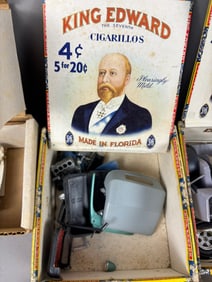 KING EDWARD
THE SEVENTH
CIGARILLOS
4¢
5 for 20¢
Pleasingly
Mild
MADE IN FLORIDA